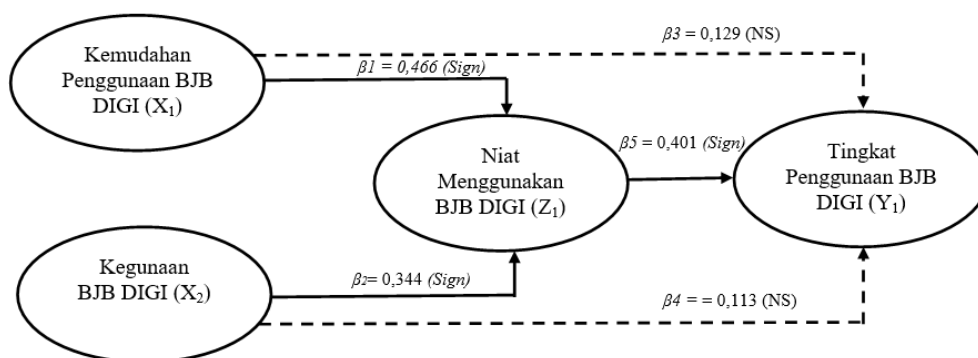 Kemudahan
Penggunaan BJB
DIGI (X₁)
β3 = 0,129 (NS)
β1 = 0,466 (Sign)
Niat
Menggunakan
BJB DIGI (Z₁)
β5 = 0,401 (Sign)
Tingkat
Penggunaan BJB
DIGI (Y₁)
Kegunaan
BJB DIGI (X₂)
β2= 0,344 (Sign)
β4 = = 0,113 (NS)